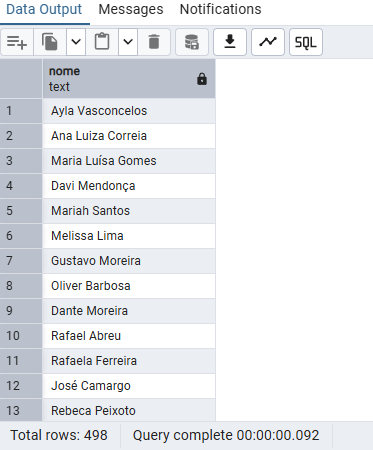 Data Output Messages Notifications
SQL
nome
text
1 Ayla Vasconcelos
2 Ana Luiza Correia
3 Maria Luísa Gomes
4 Davi Mendonça
5 Mariah Santos
6 Melissa Lima
7 Gustavo Moreira
8 Oliver Barbosa
9 Dante Moreira
10 Rafael Abreu
11 Rafaela Ferreira
12 José Camargo
13 Rebeca Peixoto
Total rows: 498 Query complete 00:00:00.092